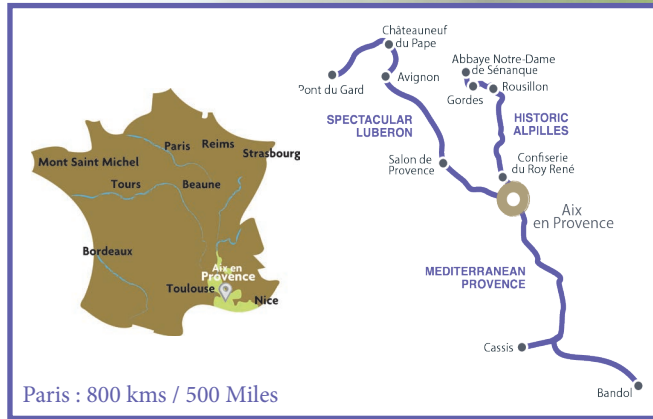 Mont Saint Michel
Paris
Reims
Strasbourg
Tours
Beaune
Bordeaux
Toulouse
Aix en
Provence
Nice
Paris : 800 kms / 500 Miles
Châteauneuf
du Pape
Pont du Gard
Avignon
Abbaye Notre-Dame
de Sénanque
Gordes
Rousillon
SPECTACULAR
LUBERON
HISTORIC
ALPILLES
Salon de
Provence
Confiserie
du Roy René
Aix
en Provence
MEDITERRANEAN
PROVENCE
Cassis
Bandol